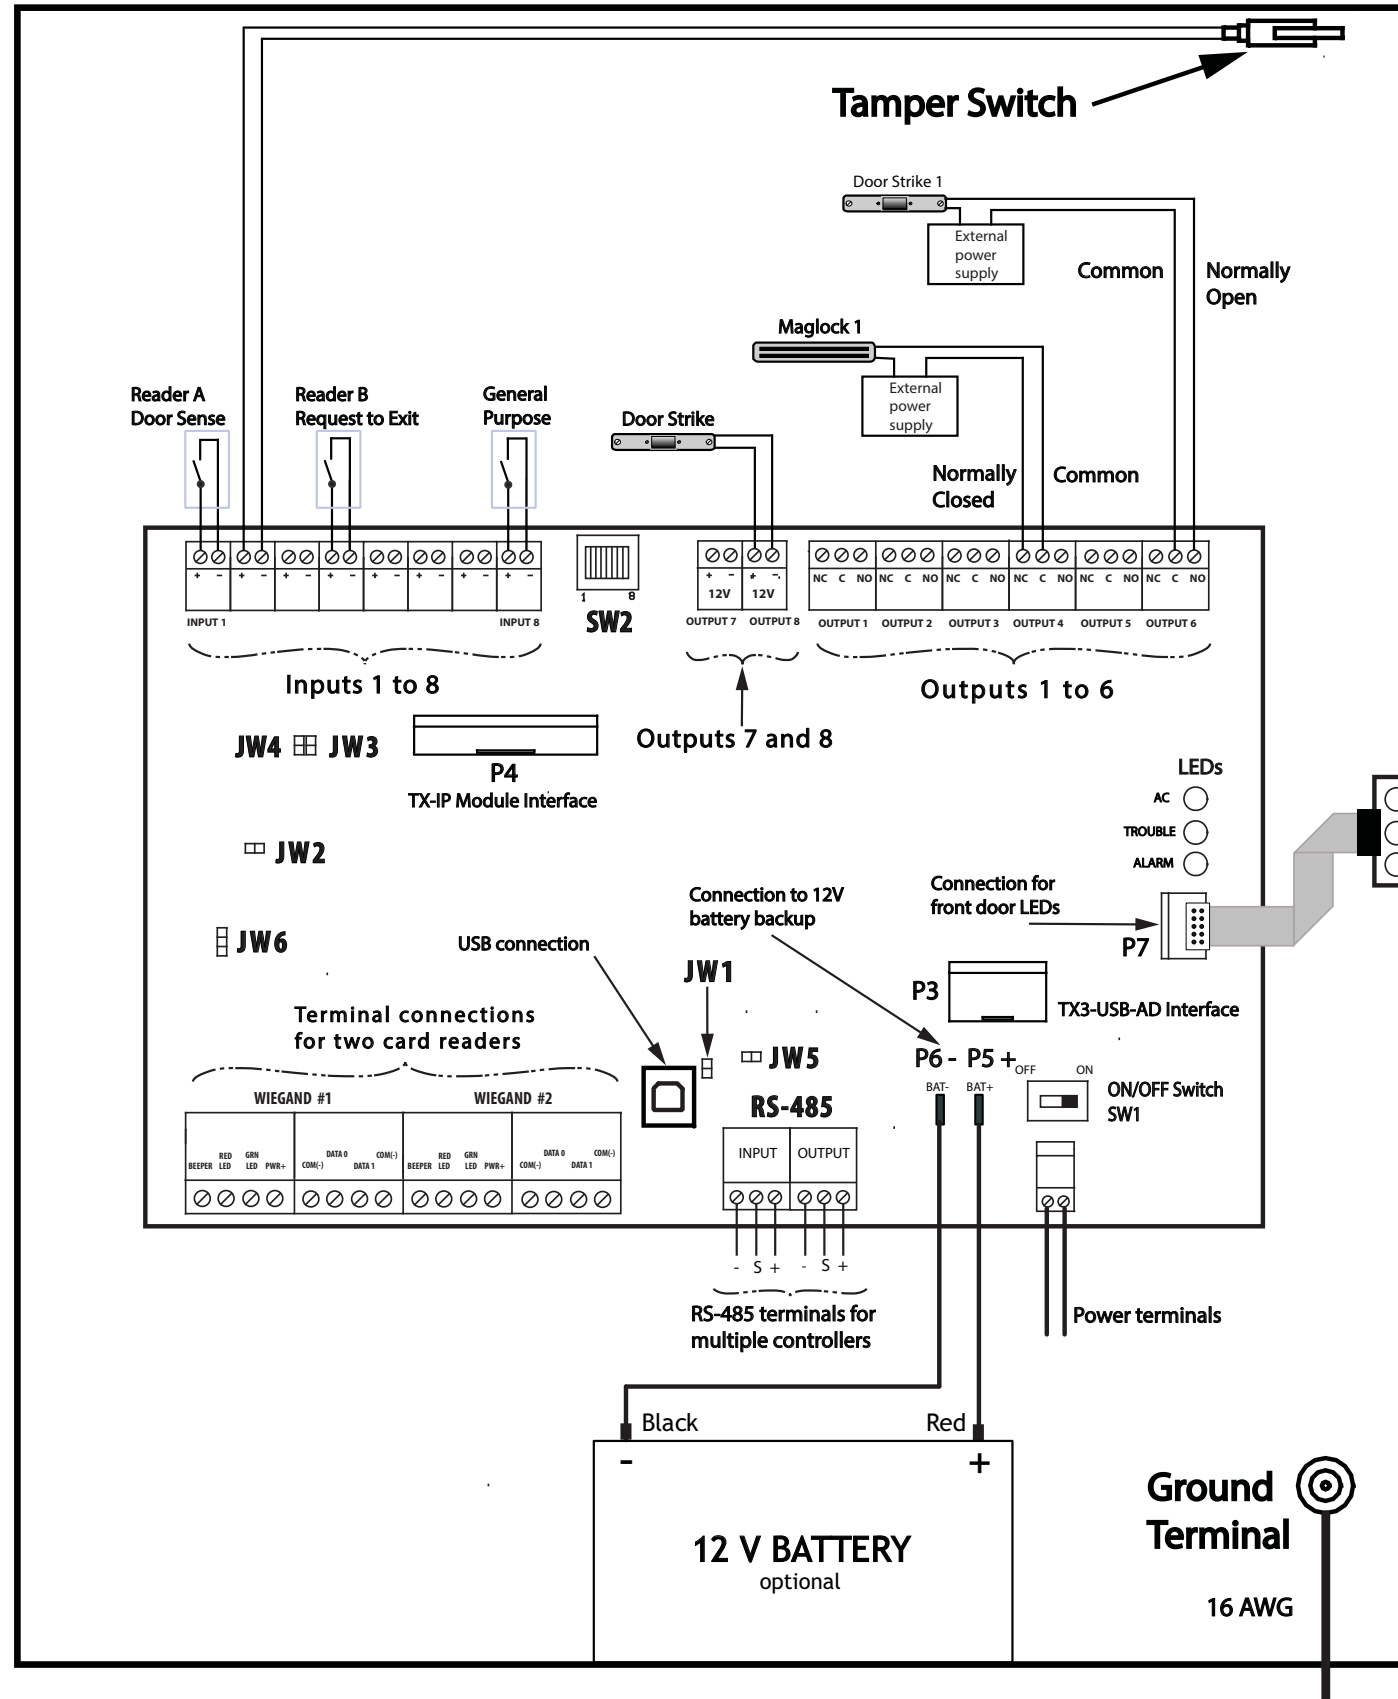 Tamper Switch
Door Strike 1
External
power
supply
Common
Normally
Open
Maglock 1
External
power
supply
Reader A
Door Sense
Reader B
Request to Exit
General
Purpose
Door Strike
Normally
Closed
Common
+ − + − + − + − + − + − + − + −
INPUT 1
INPUT 8
1 8
SW2
+ − + −
12V 12V
OUTPUT 7 OUTPUT 8
NC C NO NC C NO NC C NO NC C NO NC C NO NC C NO
OUTPUT 1 OUTPUT 2 OUTPUT 3 OUTPUT 4 OUTPUT 5 OUTPUT 6
Inputs 1 to 8
Outputs 7 and 8
Outputs 1 to 6
JW4 JW3
P4
TX-IP Module Interface
LEDs
AC
TROUBLE
ALARM
JW2
JW6
USB connection
Connection to 12V
battery backup
Connection for
front door LEDs
P7
JW1
P3
TX3-USB-AD Interface
Terminal connections
for two card readers
JW5
P6 - P5 +
BAT- BAT+
OFF ON
ON/OFF Switch
SW1
WIEGAND #1 WIEGAND #2
BEEPER RED LED GRN LED PWR+ COM(-) DATA 0 DATA 1 COM(-) BEEPER RED LED GRN LED PWR+ COM(-) DATA 0 DATA 1 COM(-)
RS-485
INPUT OUTPUT
- S + - S +
RS-485 terminals for
multiple controllers
Power terminals
Black Red
- +
12 V BATTERY
optional
Ground
Terminal
16 AWG